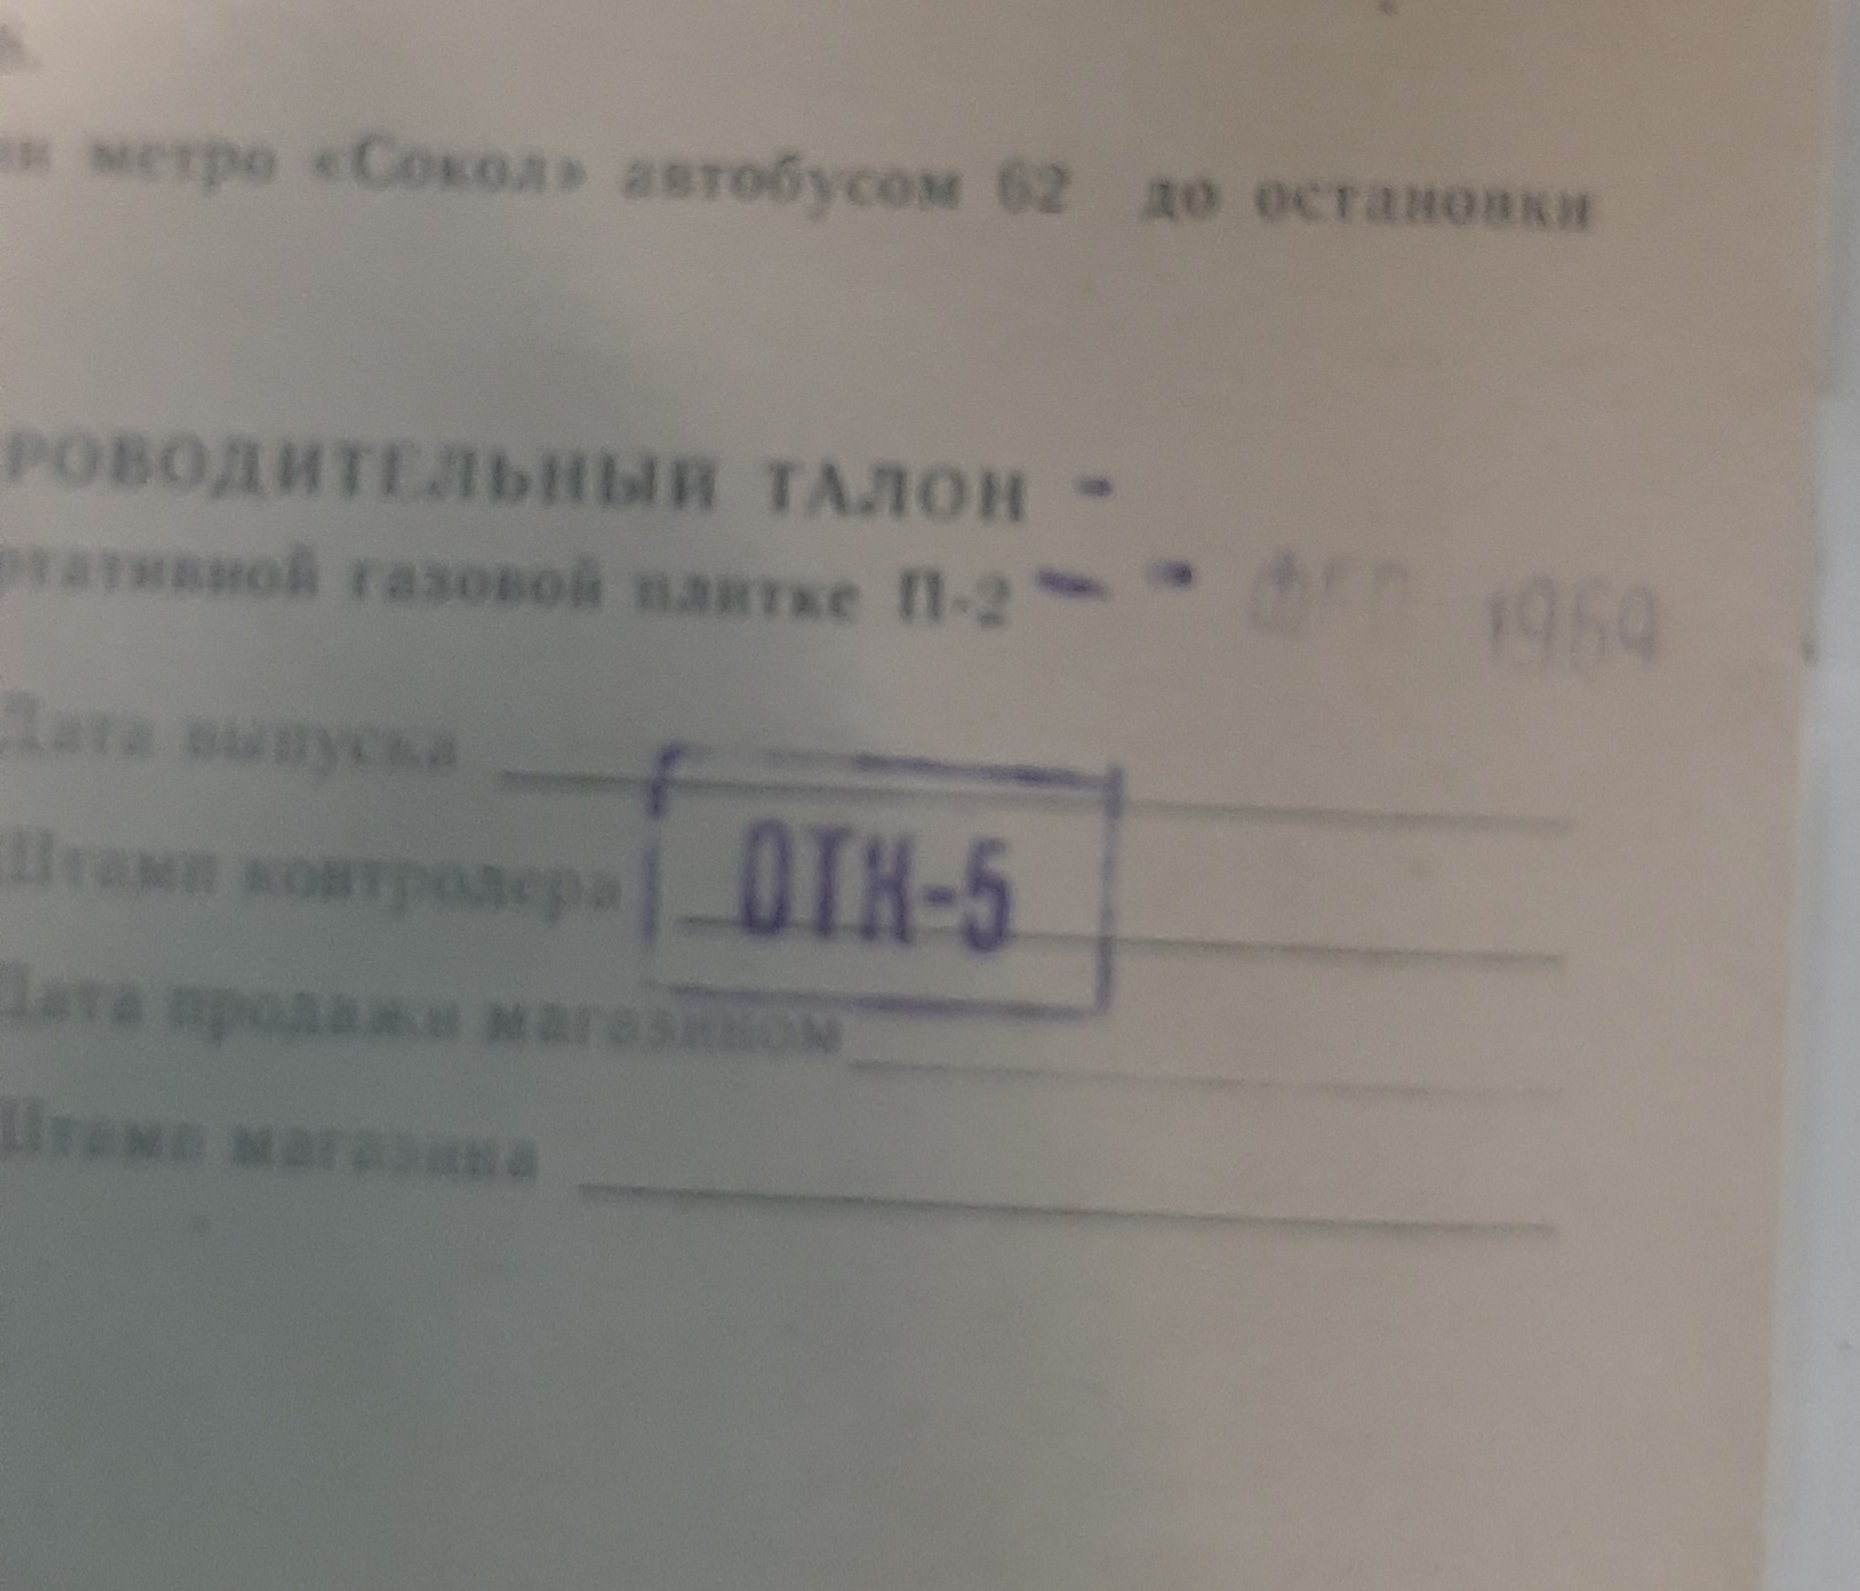 метро «Сокол» автобусом 62 до остановки
РОВОДИТЕЛЬНЫЙ ТАЛОН -
ртативной газовой плитке П-2
Дата выпуска
Штамп контролера ОТК-5
Дата продажи магазином
Штамп магазина